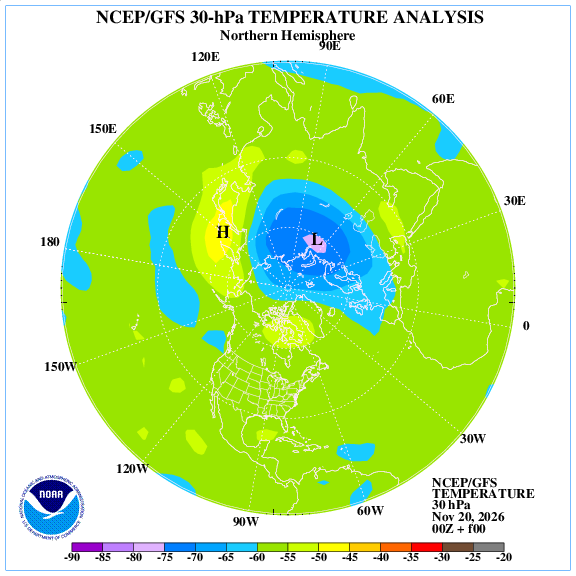 NCEP/GFS 30-hPa TEMPERATURE ANALYSIS
Northern Hemisphere
90E
120E
60E
150E
30E
H
L
180
0
150W
30W
120W
60W
90W
NOAA
NCEP/GFS
TEMPERATURE
30 hPa
Nov 20, 2026
00Z + f00
-90 -85 -80 -75 -70 -65 -60 -55 -50 -45 -40 -35 -30 -25 -20